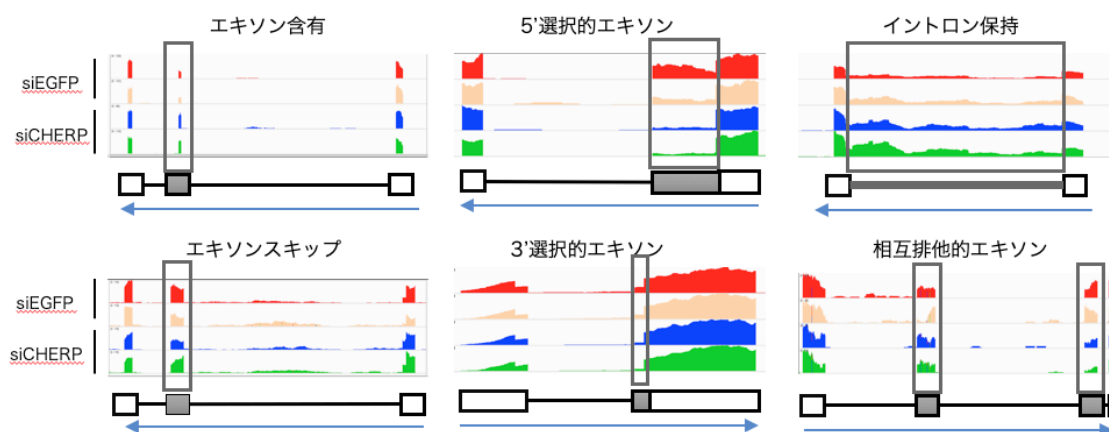 エキソン含有
5’選択的エキソン
イントロン保持
siEGFP
siCHERP
エキソンスキップ
3’選択的エキソン
相互排他的エキソン
siEGFP
siCHERP